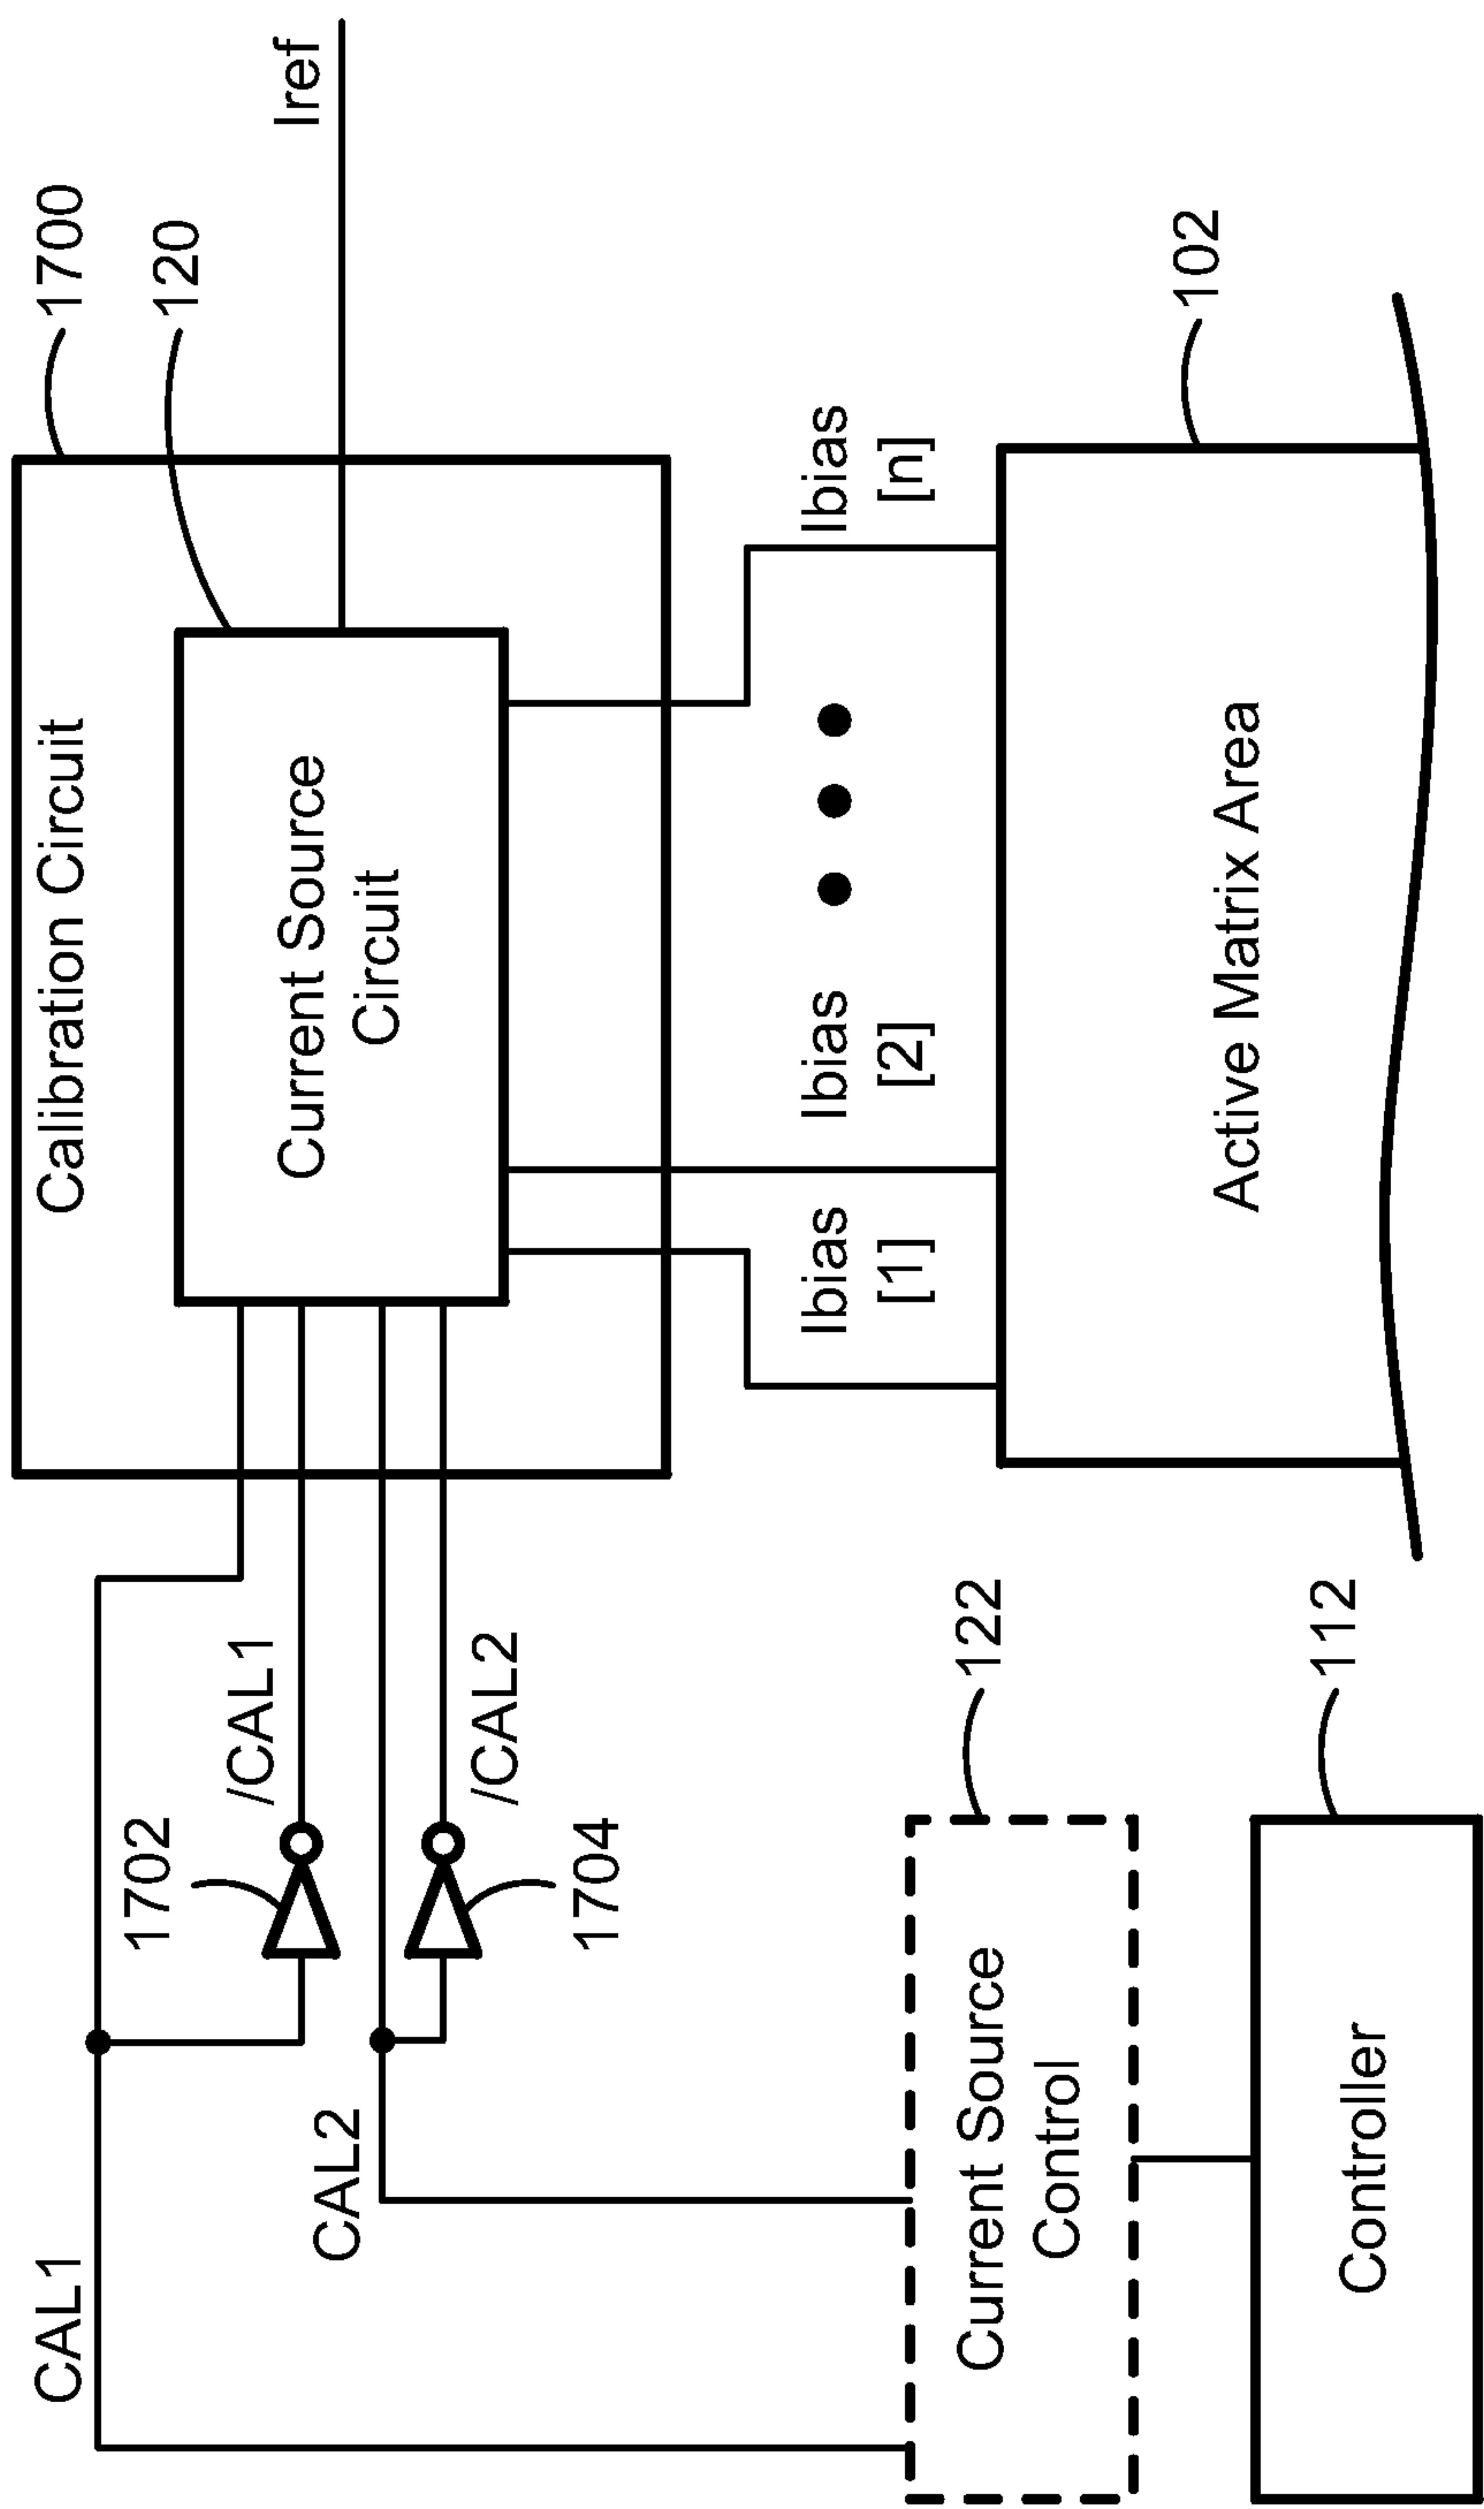 CAL1
CAL2
1702
/CAL1
/CAL2
1704
Calibration Circuit
1700
Current Source
Circuit
120
Iref
Ibias
[1]
Ibias
[2]
Ibias
[n]
Current Source
Control
122
Active Matrix Area
102
Controller
112